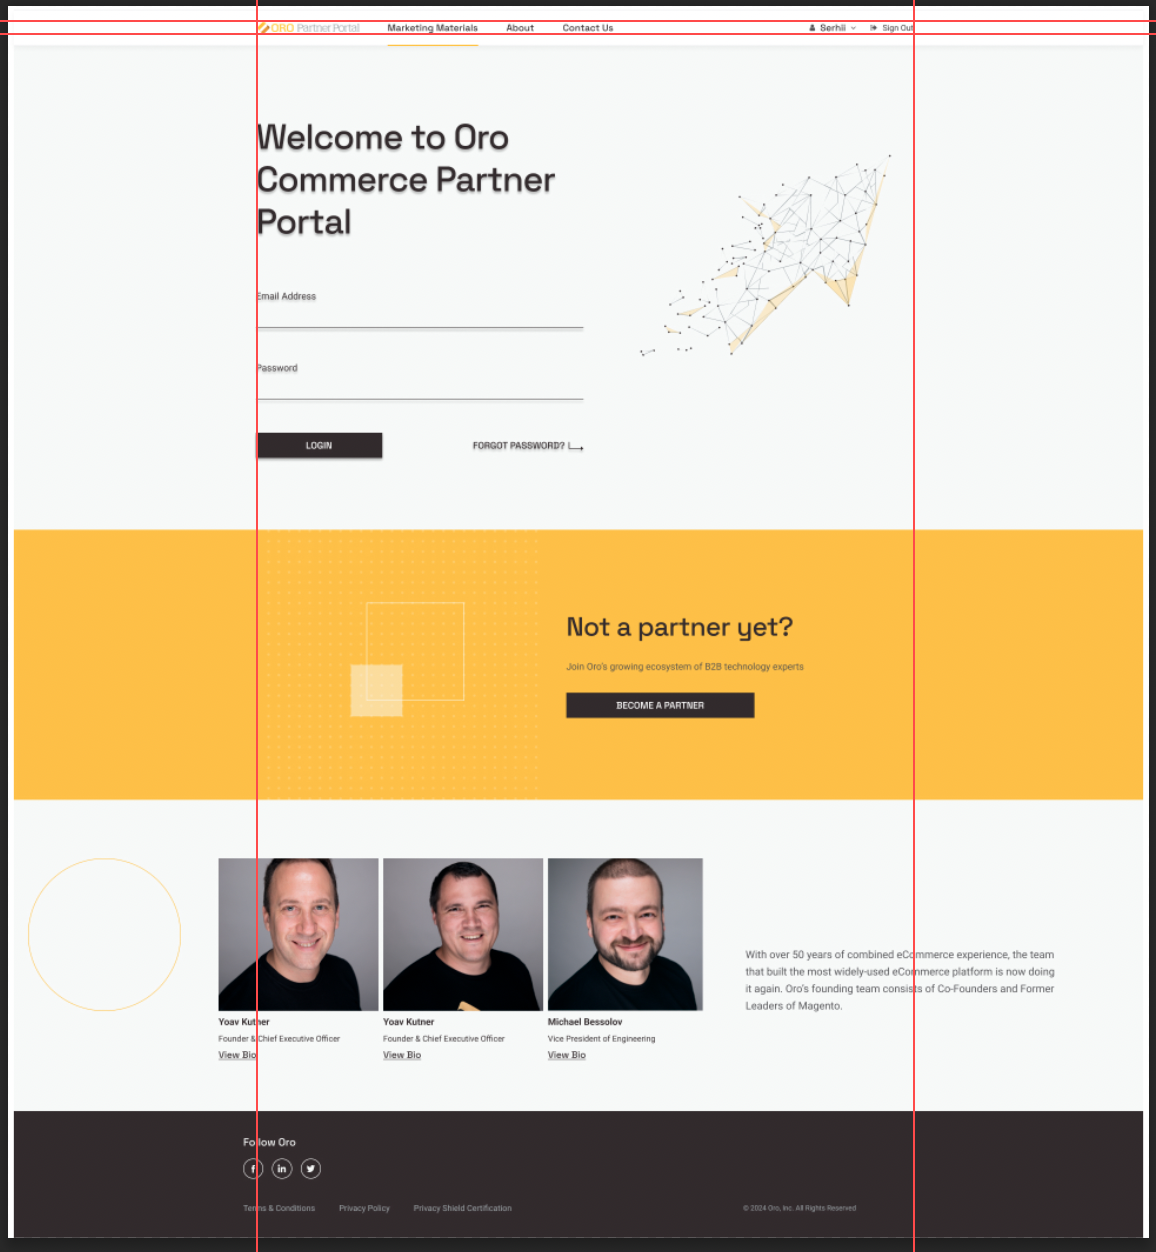 ORO Partner Portal
Marketing Materials
About
Contact Us
Serhii
Sign Out
Welcome to Oro
Commerce Partner
Portal
Email Address
Password
LOGIN
FORGOT PASSWORD?
Not a partner yet?
Join Oro's growing ecosystem of B2B technology experts
BECOME A PARTNER
Yoav Kutner
Founder & Chief Executive Officer
View Bio
Yoav Kutner
Founder & Chief Executive Officer
View Bio
Michael Bessolov
Vice President of Engineering
View Bio
With over 50 years of combined eCommerce experience, the team
that built the most widely-used eCommerce platform is now doing
it again. Oro's founding team consists of Co-Founders and Former
Leaders of Magento.
Follow Oro
Terms & Conditions
Privacy Policy
Privacy Shield Certification
© 2024 Oro, Inc. All Rights Reserved